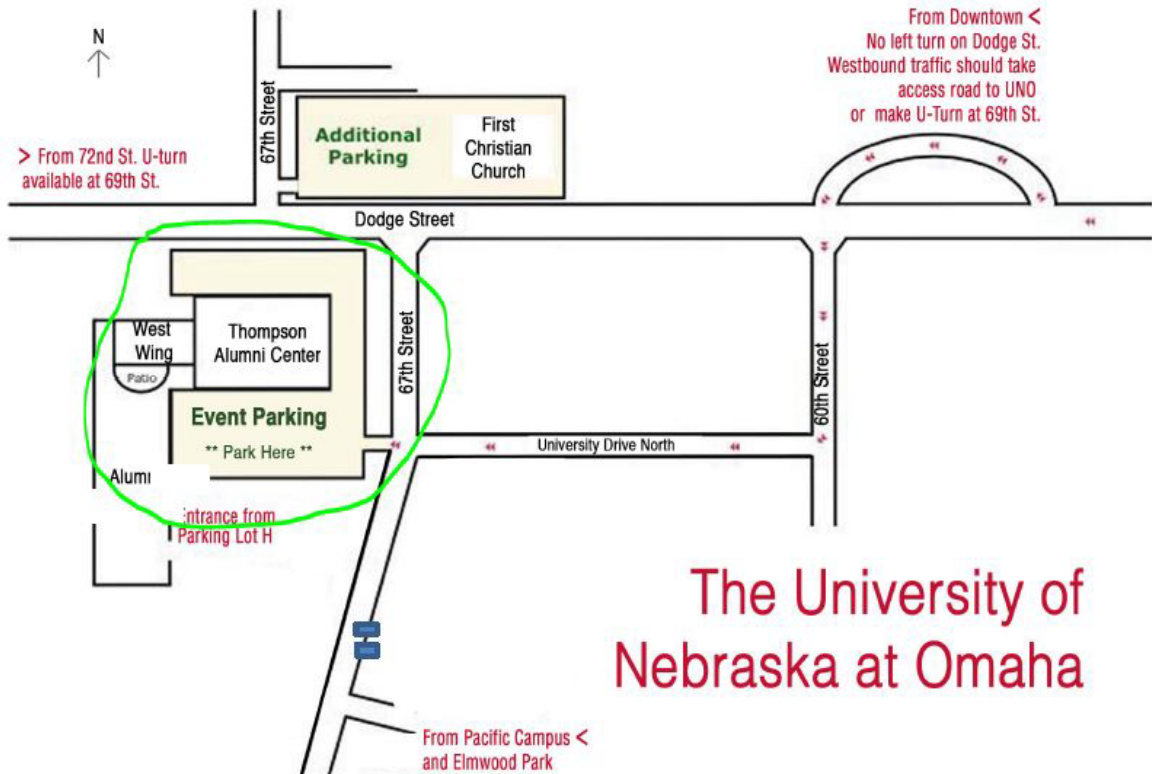 N
67th Street
Additional
Parking
First
Christian
Church
From Downtown <
No left turn on Dodge St.
Westbound traffic should take
access road to UNO
or make U-Turn at 69th St.
> From 72nd St. U-turn
available at 69th St.
Dodge Street
West
Wing
Patio
Thompson
Alumni Center
67th Street
60th Street
Event Parking
** Park Here **
University Drive North
Entrance from
Parking Lot H
The University of
Nebraska at Omaha
From Pacific Campus <
and Elmwood Park